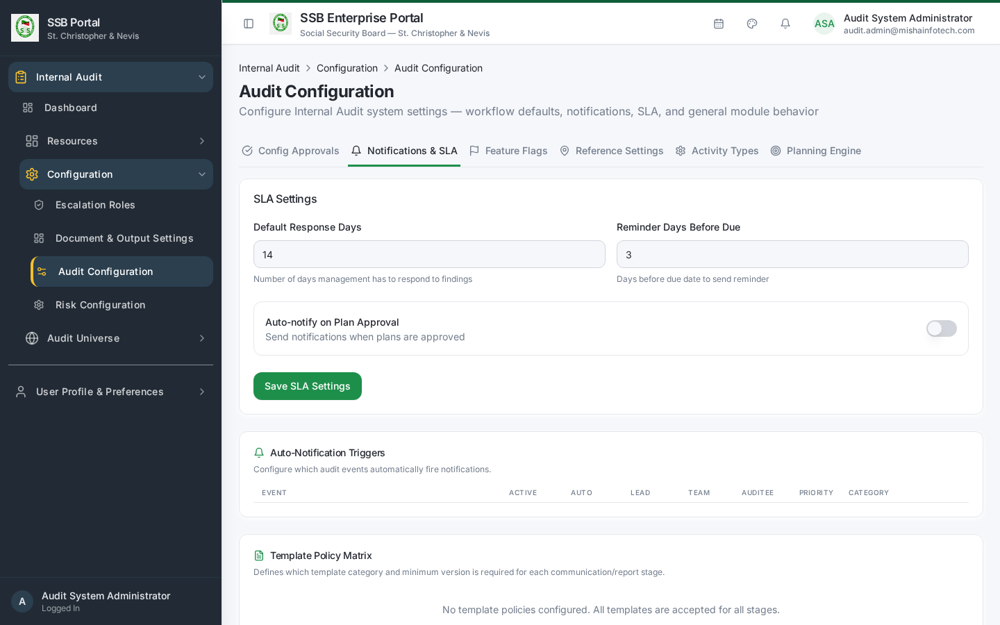 SSB Portal
St. Christopher & Nevis
Internal Audit
Dashboard
Resources
Configuration
Escalation Roles
Document & Output Settings
Audit Configuration
Risk Configuration
Audit Universe
User Profile & Preferences
A
Audit System Administrator
Logged In
SSB Enterprise Portal
Social Security Board — St. Christopher & Nevis
ASA
Audit System Administrator
audit.admin@mishainfotech.com
Internal Audit > Configuration > Audit Configuration
Audit Configuration
Configure Internal Audit system settings — workflow defaults, notifications, SLA, and general module behavior
Config Approvals Notifications & SLA Feature Flags Reference Settings Activity Types Planning Engine
SLA Settings
Default Response Days Reminder Days Before Due
14 3
Number of days management has to respond to findings Days before due date to send reminder
Auto-notify on Plan Approval
Send notifications when plans are approved
Save SLA Settings
Auto-Notification Triggers
Configure which audit events automatically fire notifications.
EVENT ACTIVE AUTO LEAD TEAM AUDITEE PRIORITY CATEGORY
Template Policy Matrix
Defines which template category and minimum version is required for each communication/report stage.
No template policies configured. All templates are accepted for all stages.